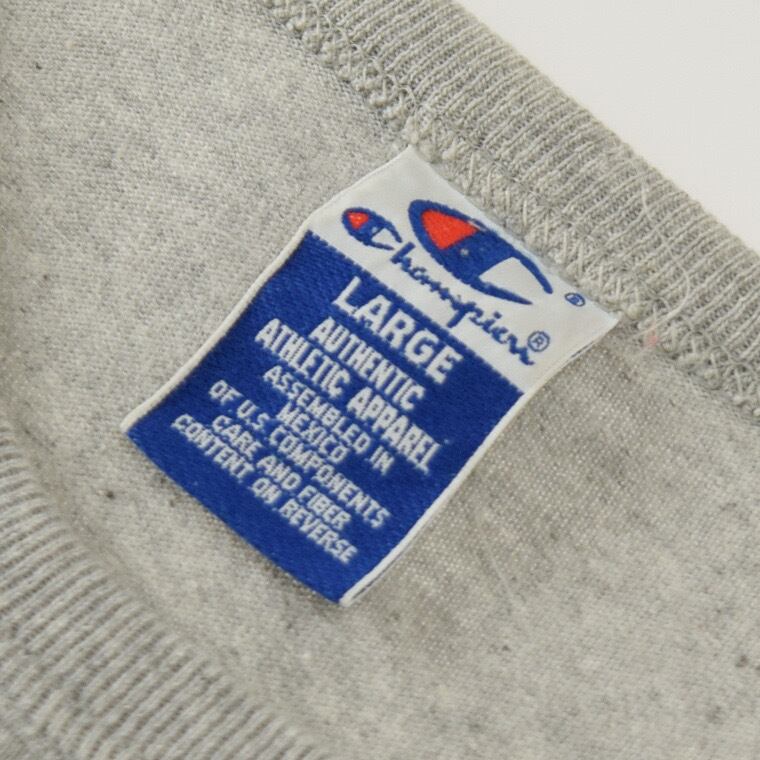 Champion®
®
LARGE
AUTHENTIC
ATHLETIC APPAREL
ASSEMBLED IN
MEXICO
OF U.S. COMPONENTS
CARE AND FIBER
CONTENT ON REVERSE